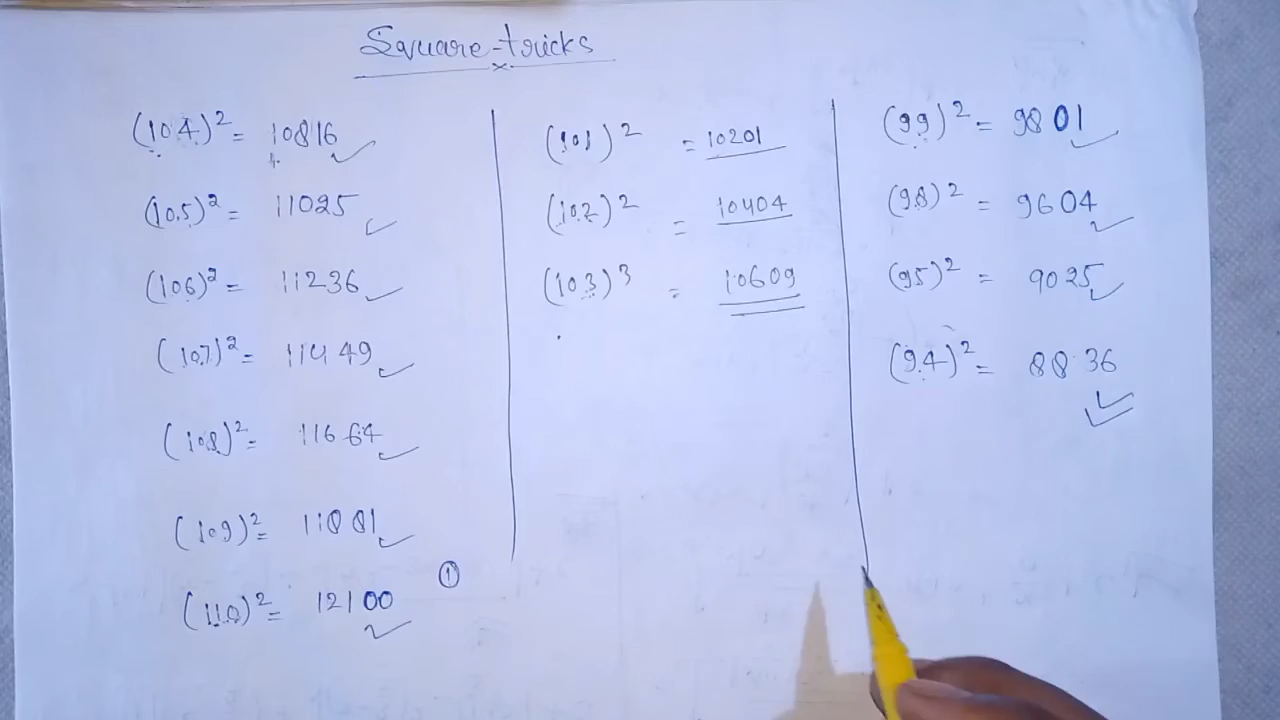 Square-tricks
(104)² = 10816
(105)² = 11025
(106)² = 11236
(107)² = 11449
(108)² = 11664
(109)² = 11881
(110)² = 12100
1
(101)² = 10201
(102)² = 10404
(103)³ = 10609
(99)² = 9801
(98)² = 9604
(95)² = 9025
(94)² = 8836